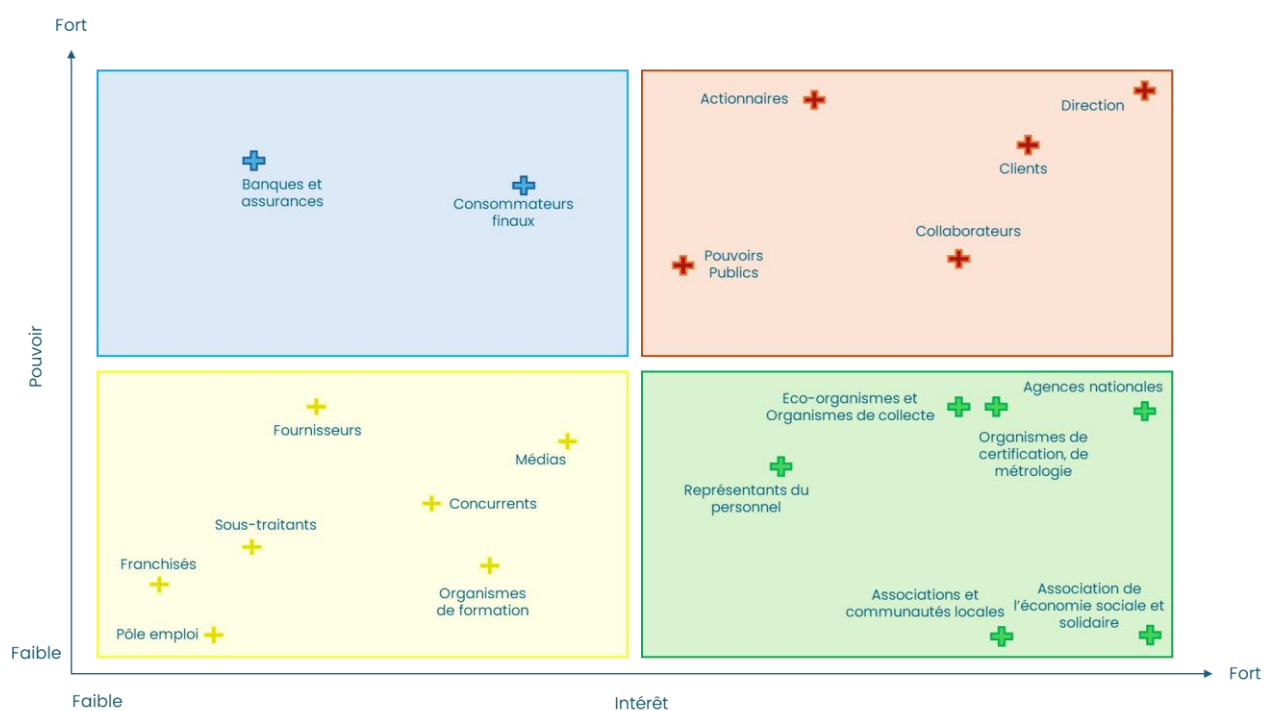 Fort
Actionnaires
Direction
Clients
Banques et
assurances
Consommateurs
finaux
Collaborateurs
Pouvoirs
Publics
Pouvoir
Agences nationales
Eco-organismes et
Organismes de collecte
Fournisseurs
Organismes de
certification, de
métrologie
Médias
Représentants du
personnel
Concurrents
Sous-traitants
Franchisés
Organismes
de formation
Associations et
communautés locales
Association de
l'économie sociale et
solidaire
Pôle emploi
Faible
Fort
Faible
Intérêt